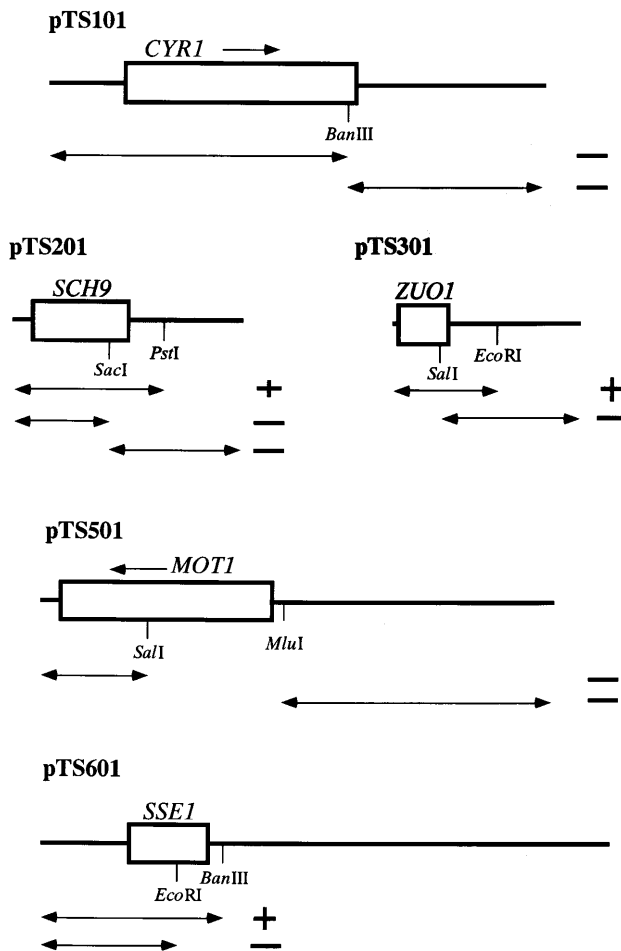 pTS101
CYR1
BanIII
—
—
pTS201
SCH9
PstI
SacI
+
—
—
pTS301
ZUO1
EcoRI
SalI
+
—
pTS501
MOT1
SalI
MluI
—
—
pTS601
SSE1
BanIII
EcoRI
+
—